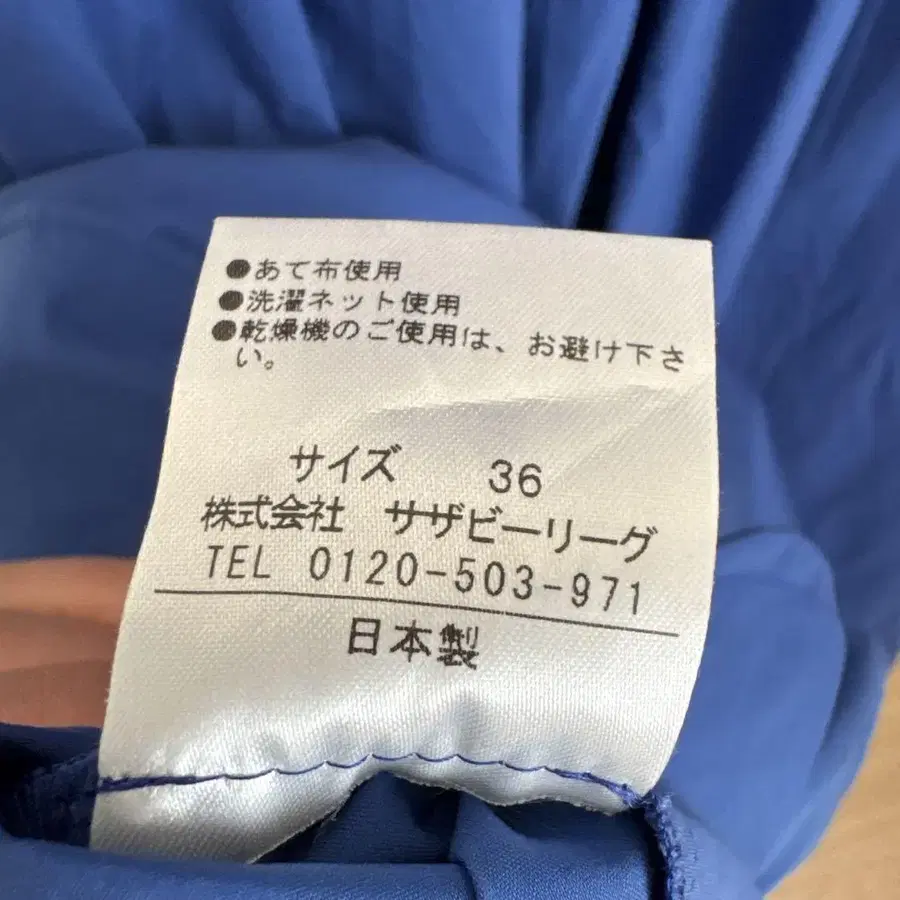 ●あて布使用
●洗濯ネット使用
●乾燥機のご使用は、お避け下さ
い。
サイズ 36
株式会社 サザビーリーグ
TEL 0120-503-971
日本製